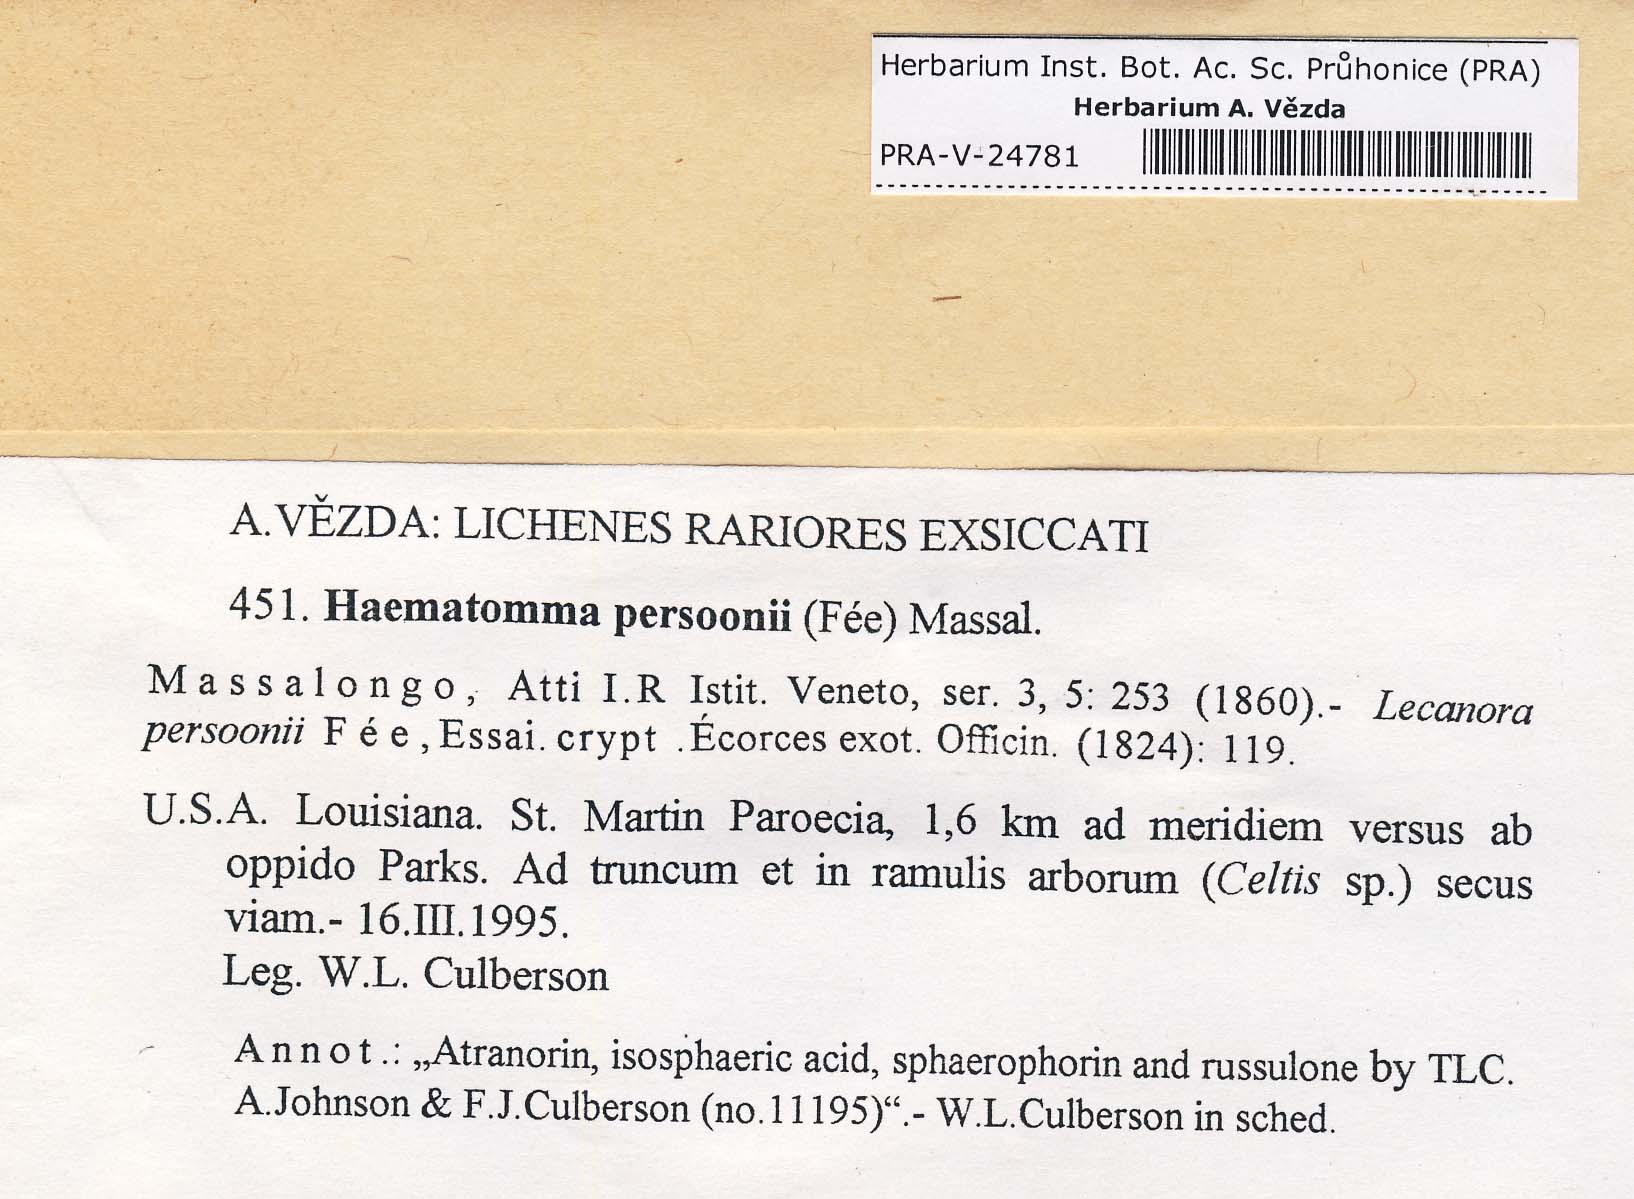 Herbarium Inst. Bot. Ac. Sc. Průhonice (PRA)
Herbarium A. Vězda
PRA-V-24781
A.VĚZDA: LICHENES RARIORES EXSICCATI
451. Haematomma persoonii (Fée) Massal.
Massalongo, Atti I.R Istit. Veneto, ser. 3, 5: 253 (1860).- Lecanora
persoonii Fée, Essai. crypt .Écorces exot. Officin. (1824): 119.
U.S.A. Louisiana. St. Martin Paroecia, 1,6 km ad meridiem versus ab
oppido Parks. Ad truncum et in ramulis arborum (Celtis sp.) secus
viam.- 16.III.1995.
Leg. W.L. Culberson
Annot.: „Atranorin, isosphaeric acid, sphaerophorin and russulone by TLC.
A.Johnson & F.J.Culberson (no.11195)“.- W.L.Culberson in sched.